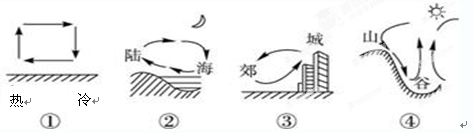 热 冷
①
陆 海
②
郊 城
③
山 谷
④